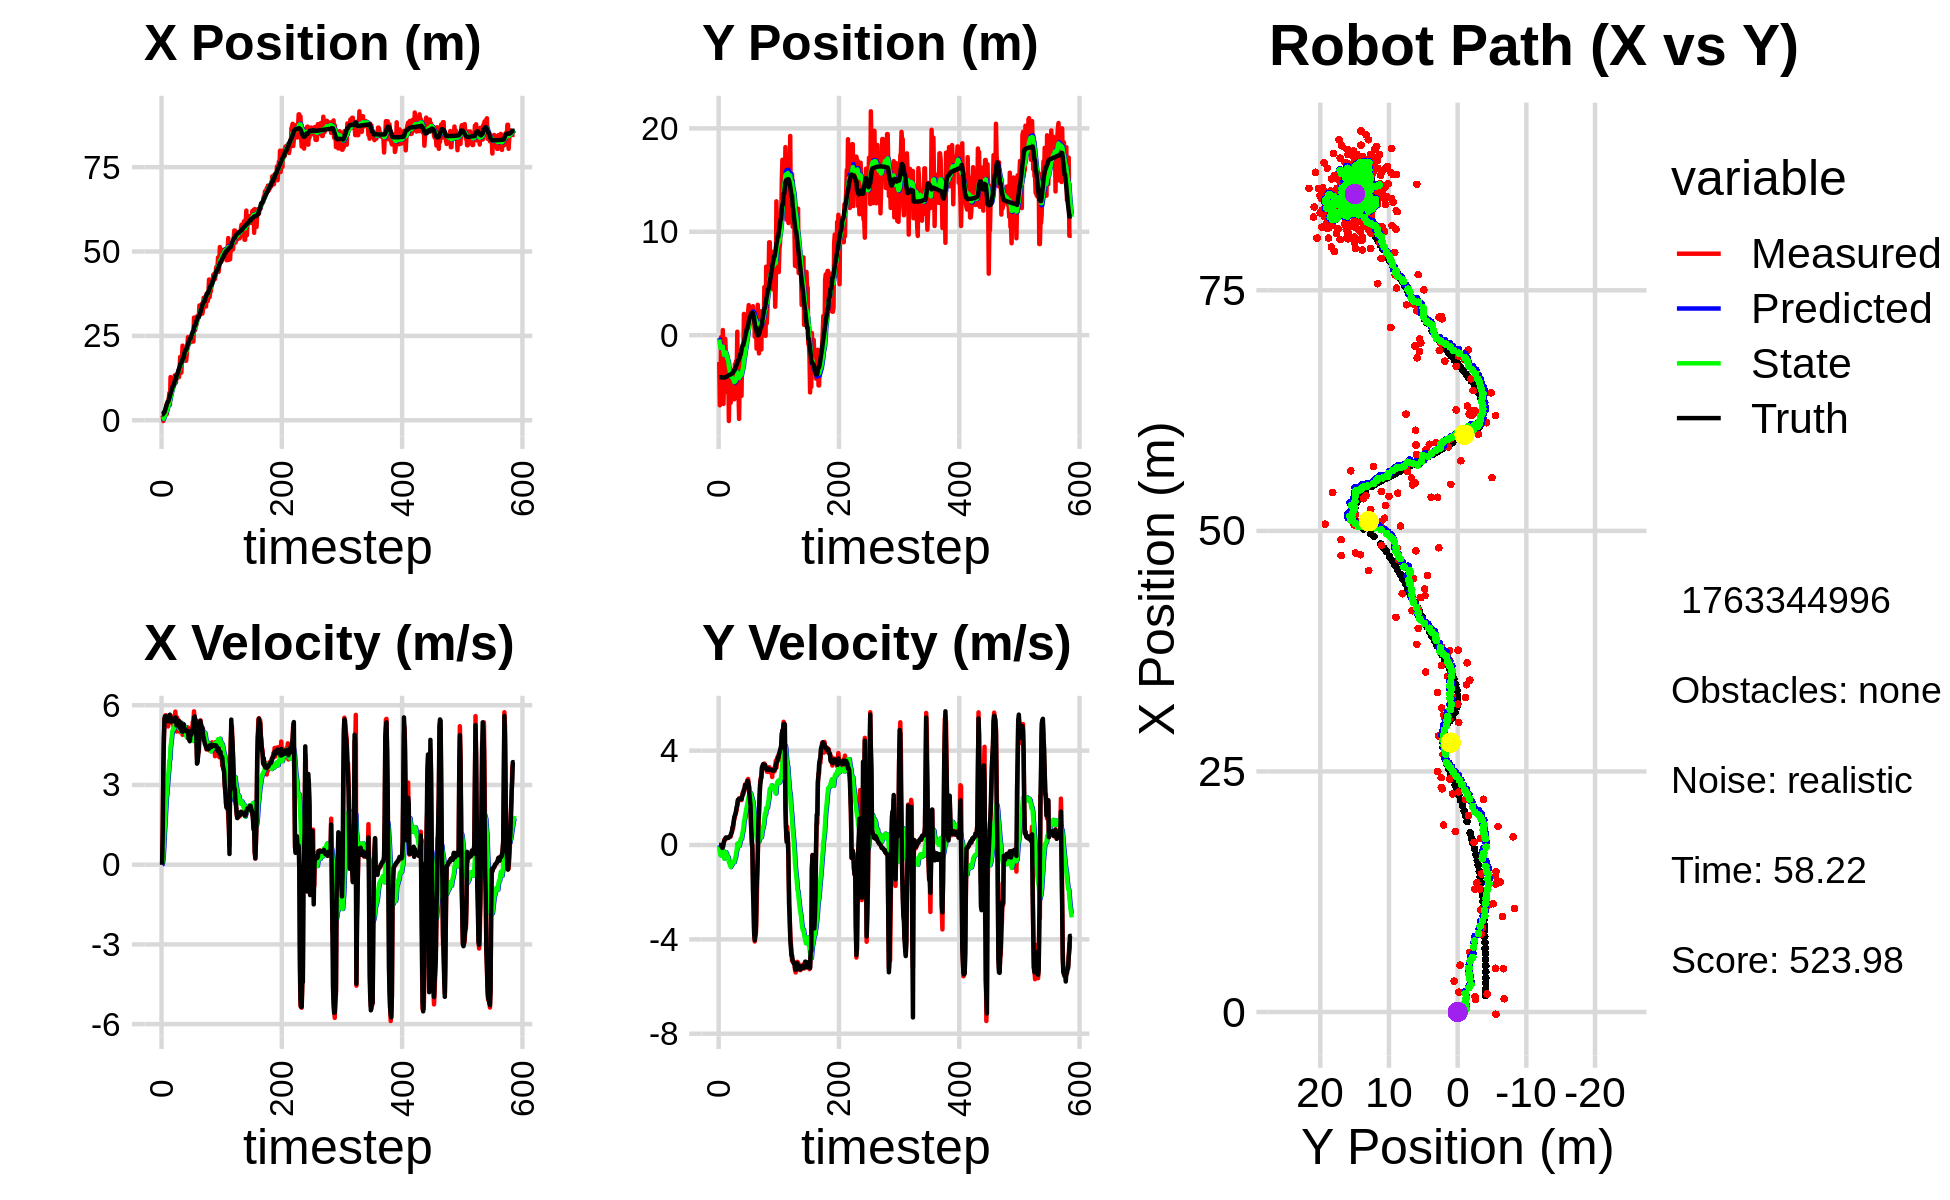 X Position (m)
75
50
25
0
0
200
400
600
timestep
Y Position (m)
20
10
0
0
200
400
600
timestep
X Velocity (m/s)
6
3
0
-3
-6
0
200
400
600
timestep
Y Velocity (m/s)
4
0
-4
-8
0
200
400
600
timestep
Robot Path (X vs Y)
X Position (m)
75
50
25
0
20 10 0 -10 -20
Y Position (m)
variable
Measured
Predicted
State
Truth
1763344996
Obstacles: none
Noise: realistic
Time: 58.22
Score: 523.98